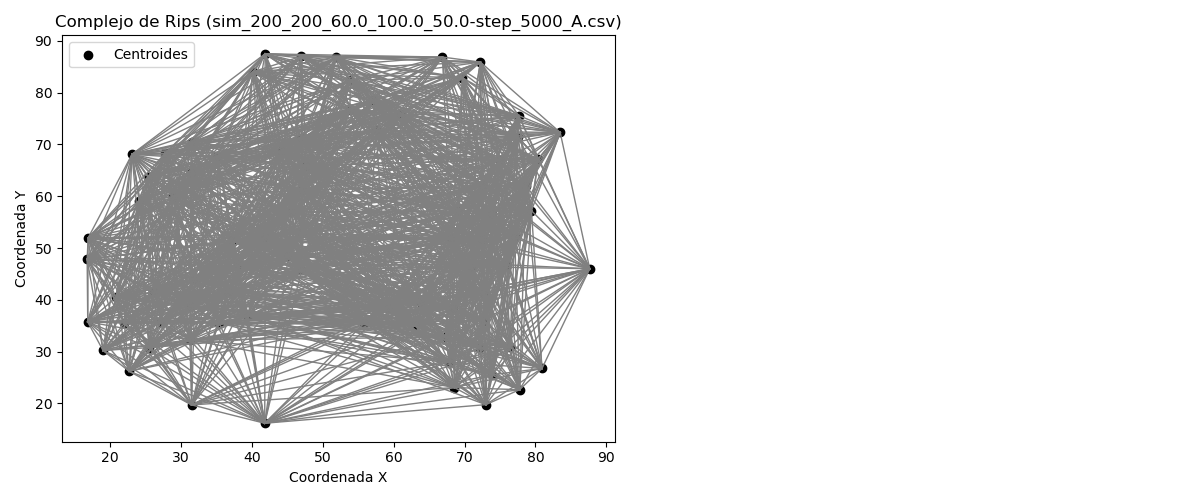 Complejo de Rips (sim_200_200_60.0_100.0_50.0-step_5000_A.csv)
Centroides
90
80
70
60
50
40
30
20
Coordenada Y
20 30 40 50 60 70 80 90
Coordenada X